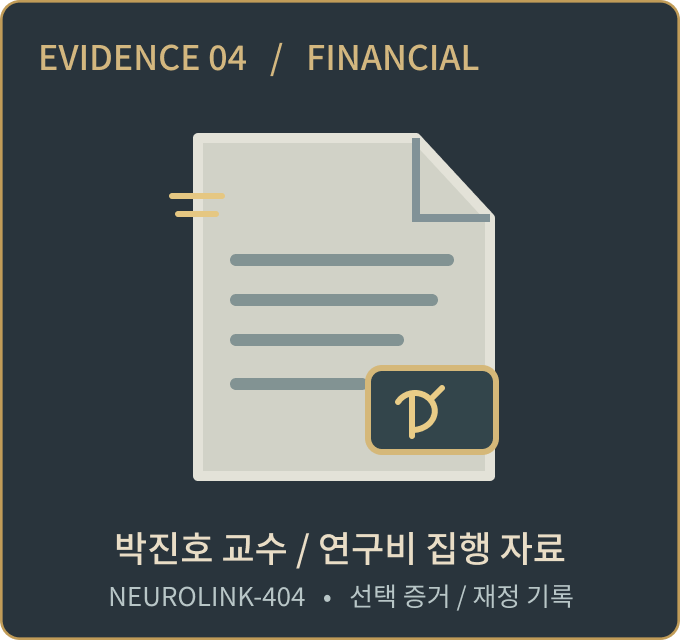 EVIDENCE 04 / FINANCIAL
박진호 교수 / 연구비 집행 자료
NEUROLINK-404 • 선택 증거 / 재정 기록